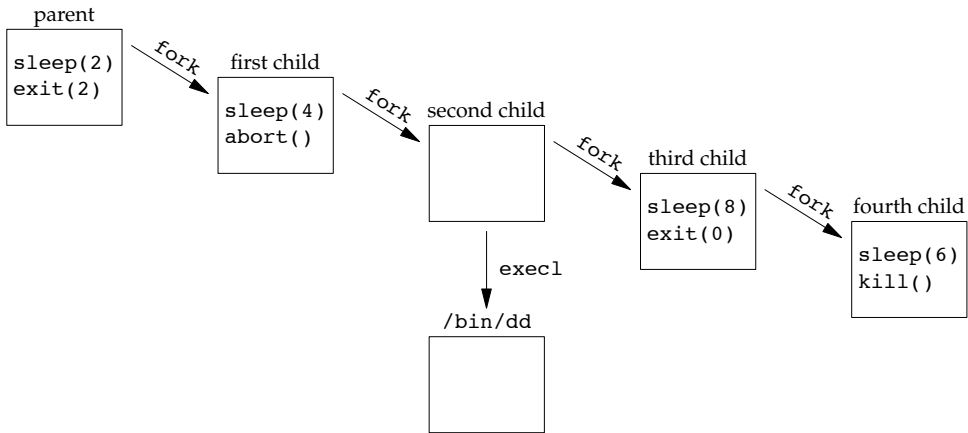 parent
sleep(2)
exit(2)
fork
first child
sleep(4)
abort()
fork
second child
fork
third child
sleep(8)
exit(0)
fork
fourth child
sleep(6)
kill()
execl
/bin/dd